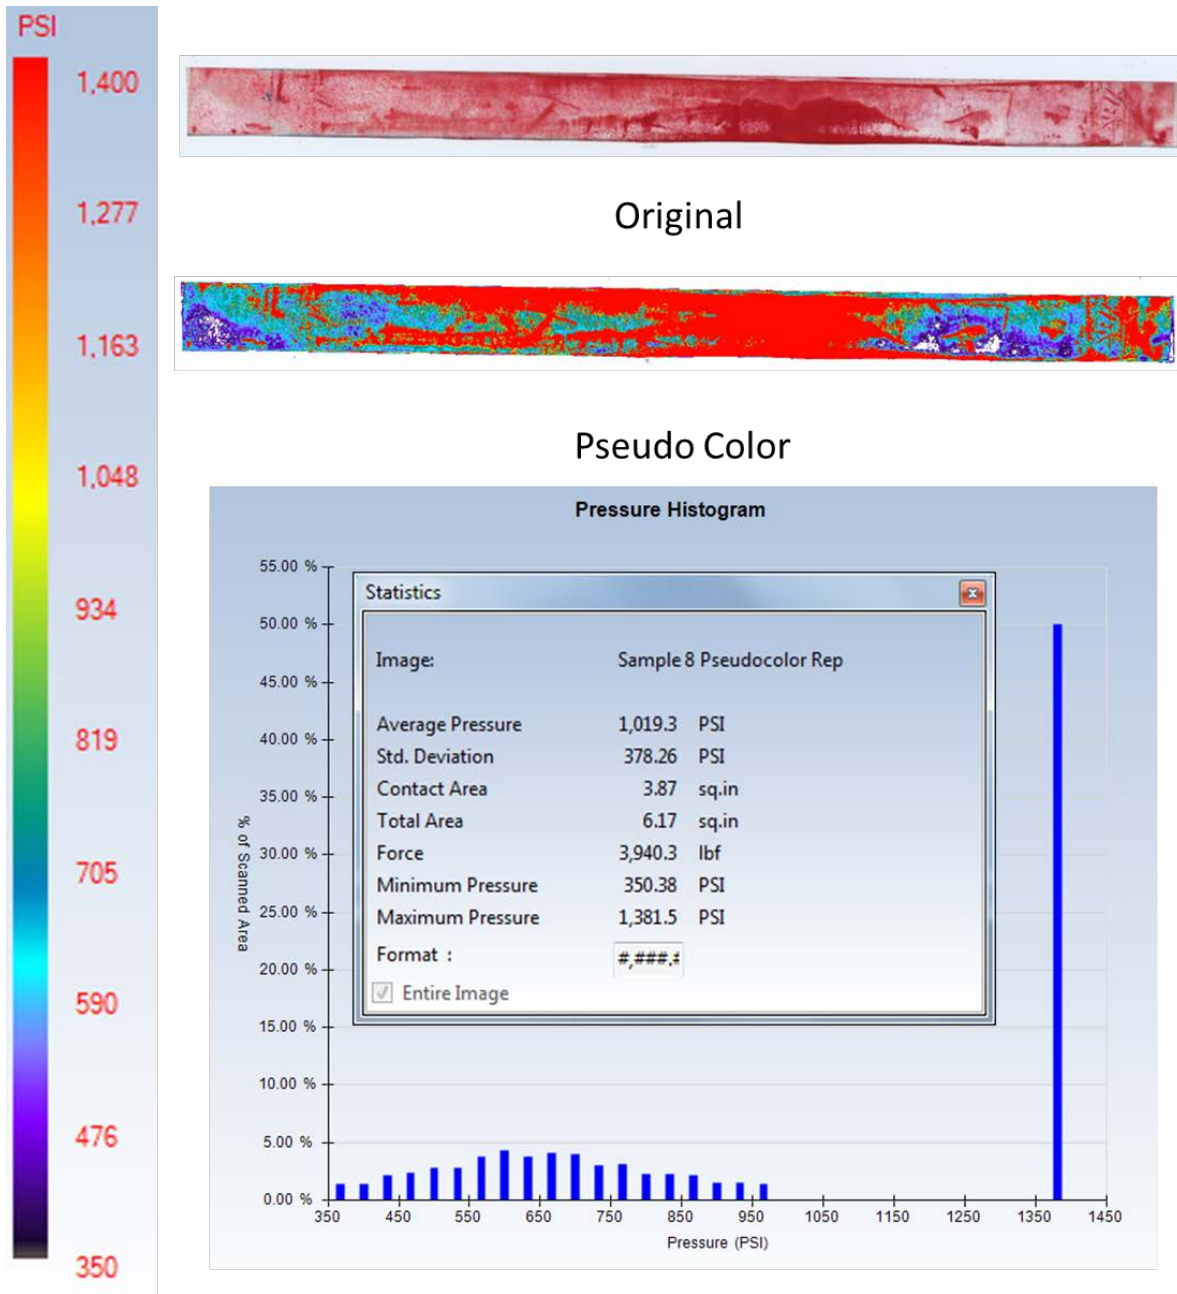 PSI
1,400
1,277
1,163
1,048
934
819
705
590
476
350
Original
Pseudo Color
Pressure Histogram
55.00 %
50.00 %
45.00 %
40.00 %
35.00 %
30.00 %
25.00 %
20.00 %
15.00 %
10.00 %
5.00 %
0.00 %
% of Scanned Area
Statistics
Image: Sample 8 Pseudocolor Rep
Average Pressure 1,019.3 PSI
Std. Deviation 378.26 PSI
Contact Area 3.87 sq.in
Total Area 6.17 sq.in
Force 3,940.3 lbf
Minimum Pressure 350.38 PSI
Maximum Pressure 1,381.5 PSI
Format : #,###.#
Entire Image
350 450 550 650 750 850 950 1050 1150 1250 1350 1450
Pressure (PSI)